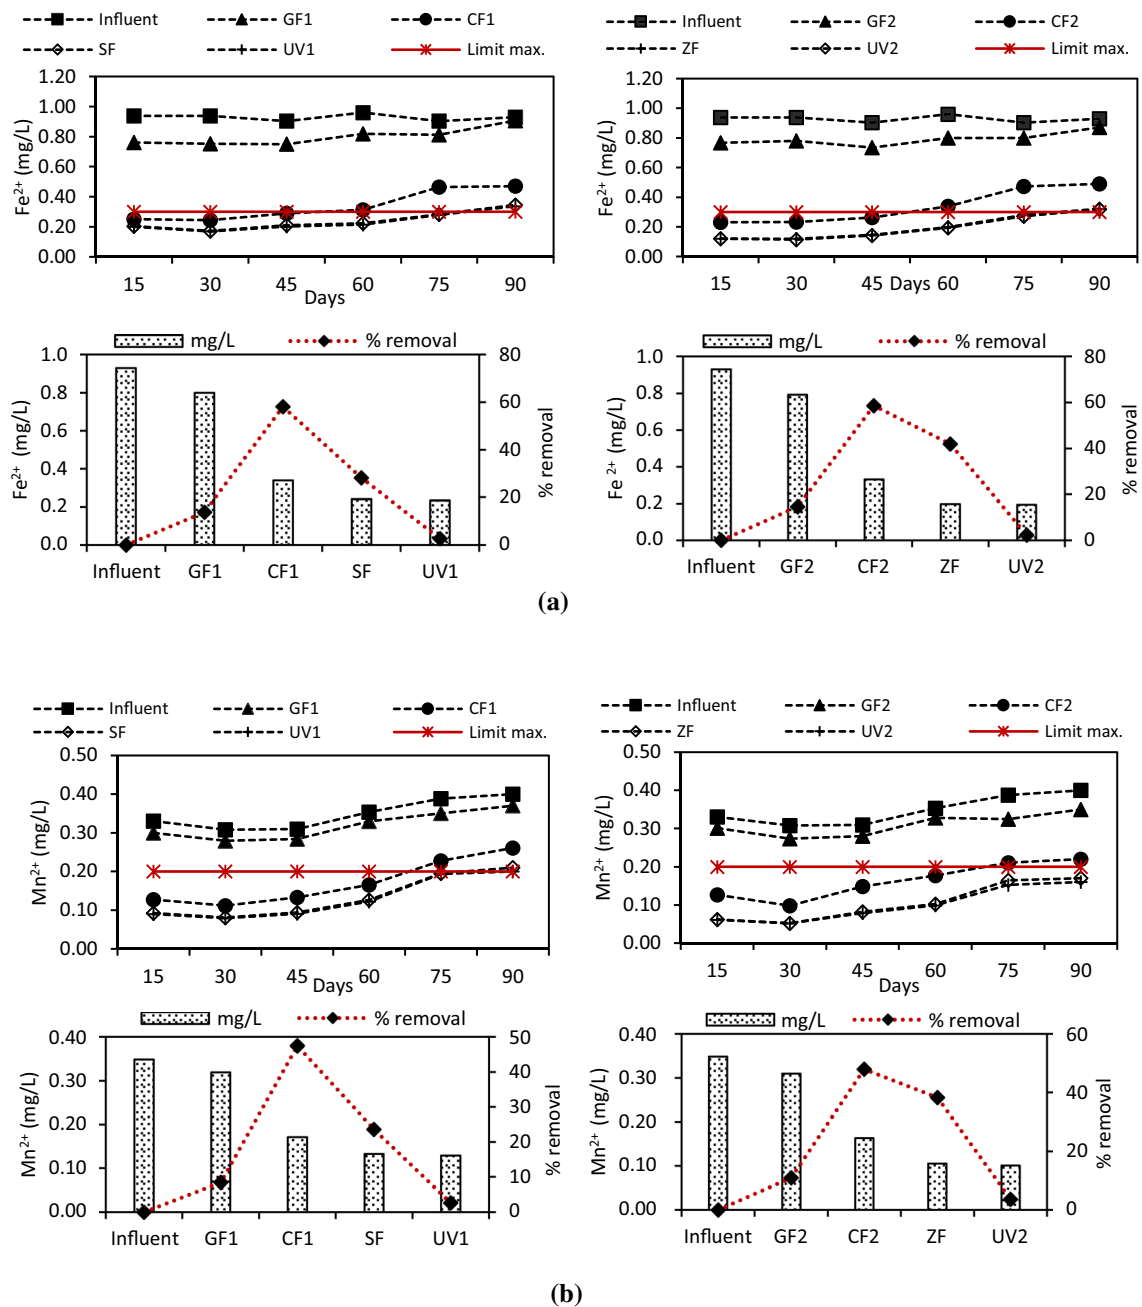 Influent GF1 CF1
SF UV1 Limit max.
1.20
1.00
0.80
0.60
0.40
0.20
0.00
Fe2+ (mg/L)
15 30 45 60 75 90
Days
Influent GF2 CF2
ZF UV2 Limit max.
1.20
1.00
0.80
0.60
0.40
0.20
0.00
Fe2+ (mg/L)
15 30 45 Days 60 75 90
mg/L % removal
1.0
0.8
0.6
0.4
0.2
0.0
Fe2+ (mg/L)
80
60
40
20
0
% removal
Influent GF1 CF1 SF UV1
mg/L % removal
1.0
0.8
0.6
0.4
0.2
0.0
Fe 2+ (mg/L)
80
60
40
20
0
% removal
Influent GF2 CF2 ZF UV2
(a)
Influent GF1 CF1
SF UV1 Limit max.
0.50
0.40
0.30
0.20
0.10
0.00
Mn2+ (mg/L)
15 30 45 60 75 90
Days
Influent GF2 CF2
ZF UV2 Limit max.
0.50
0.40
0.30
0.20
0.10
0.00
Mn2+ (mg/L)
15 30 45 60 75 90
Days
mg/L % removal
0.40
0.30
0.20
0.10
0.00
Mn2+ (mg/L)
50
40
30
20
10
0
% removal
Influent GF1 CF1 SF UV1
mg/L % removal
0.40
0.30
0.20
0.10
0.00
Mn2+ (mg/L)
60
40
20
0
% removal
Influent GF2 CF2 ZF UV2
(b)